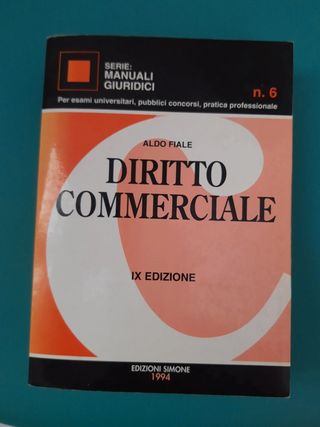 SERIE:
MANUALI
GIURIDICI
n. 6
Per esami universitari, pubblici concorsi, pratica professionale
ALDO FIALE
DIRITTO
COMMERCIALE
IX EDIZIONE
EDIZIONI SIMONE
1994